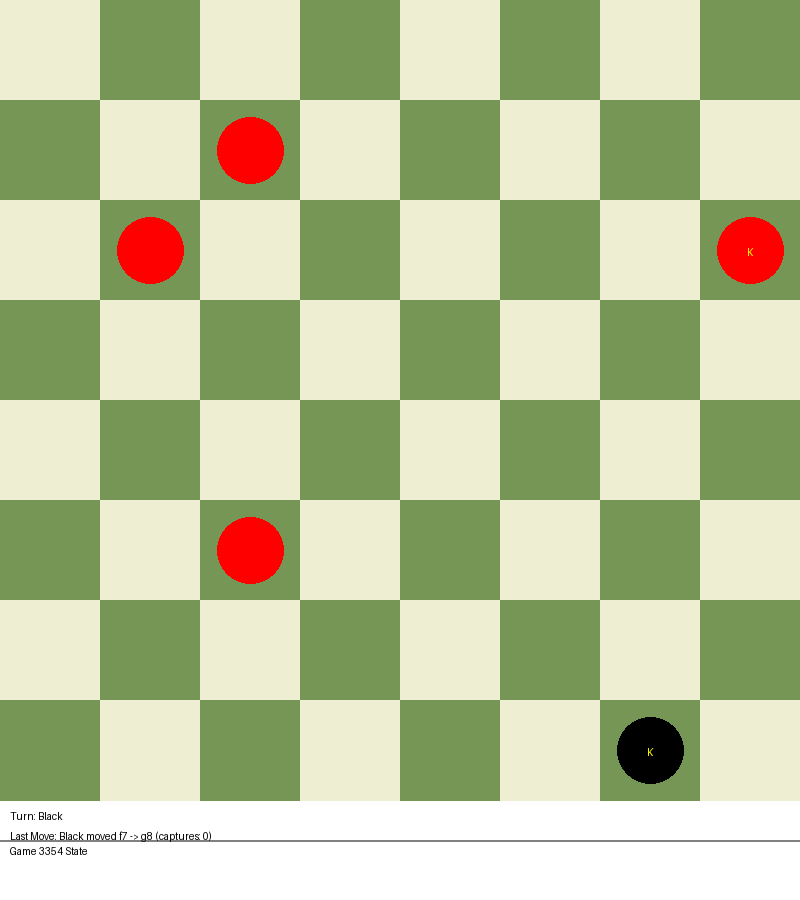 K
K
Turn: Black
Last Move: Black moved f7 -> g8 (captures: 0)
Game 3354 State